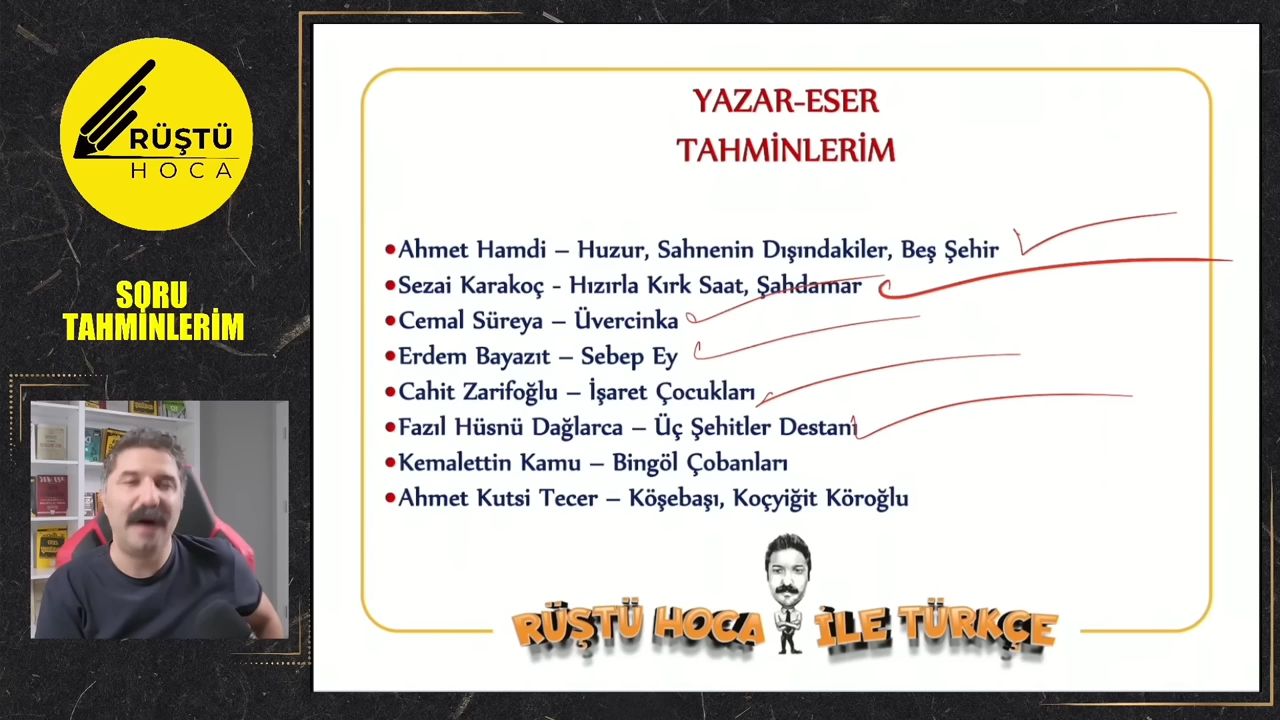 RÜŞTÜ
HOCA
SORU
TAHMİNLERİM
YAZAR-ESER
TAHMİNLERİM
•Ahmet Hamdi – Huzur, Sahnenin Dışındakiler, Beş Şehir
•Sezai Karakoç - Hızırla Kırk Saat, Şahdamar
•Cemal Süreya – Üvercinka
•Erdem Bayazıt – Sebep Ey
•Cahit Zarifoğlu – İşaret Çocukları
•Fazıl Hüsnü Dağlarca – Üç Şehitler Destanı
•Kemalettin Kamu – Bingöl Çobanları
•Ahmet Kutsi Tecer – Köşebaşı, Koçyiğit Köroğlu
RÜŞTÜ HOCA İLE TÜRKÇE